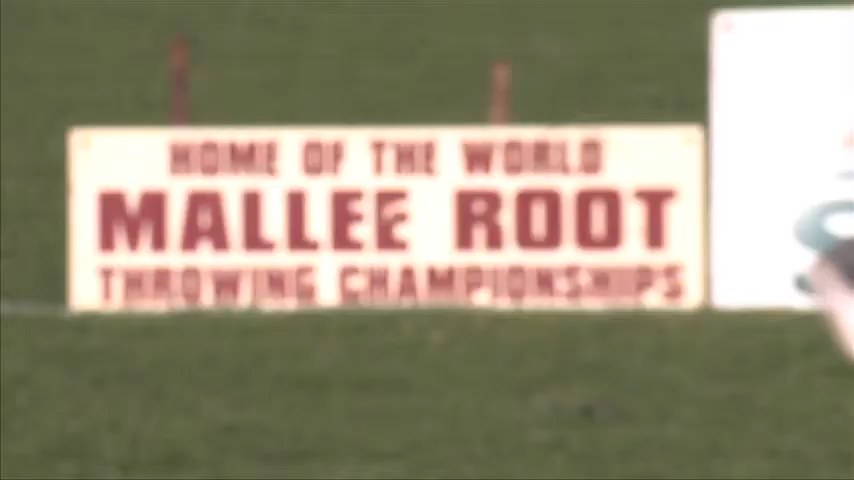 HOME OF THE WORLD
MALLEE ROOT
THROWING CHAMPIONSHIPS